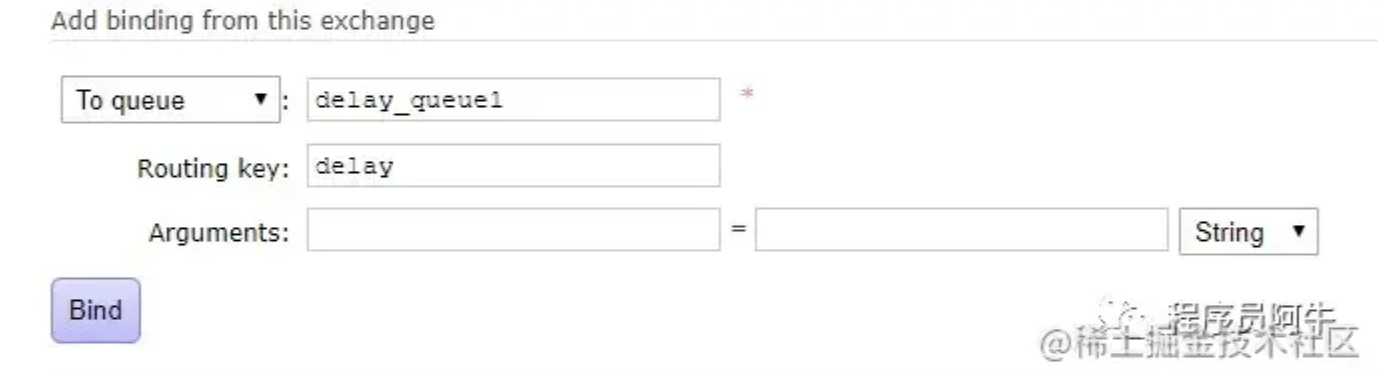 Add binding from this exchange
To queue : delay_queue1 *
Routing key: delay
Arguments: = String
Bind
程序员阿牛
@稀土掘金技术社区